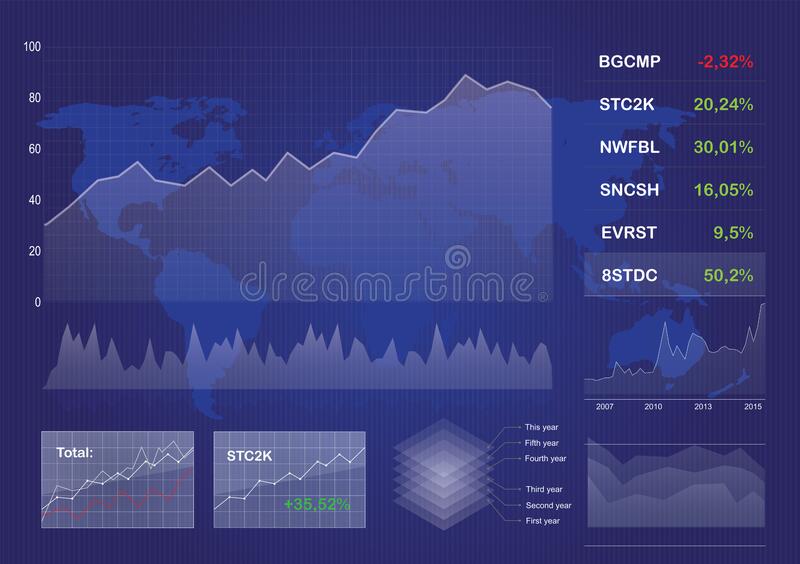 100
80
60
40
20
0
BGCMP -2,32%
STC2K 20,24%
NWFBL 30,01%
SNCSH 16,05%
EVRST 9,5%
8STDC 50,2%
dreamstime.com
2007 2010 2013 2015
Total:
STC2K
+35,52%
This year
Fifth year
Fourth year
Third year
Second year
First year